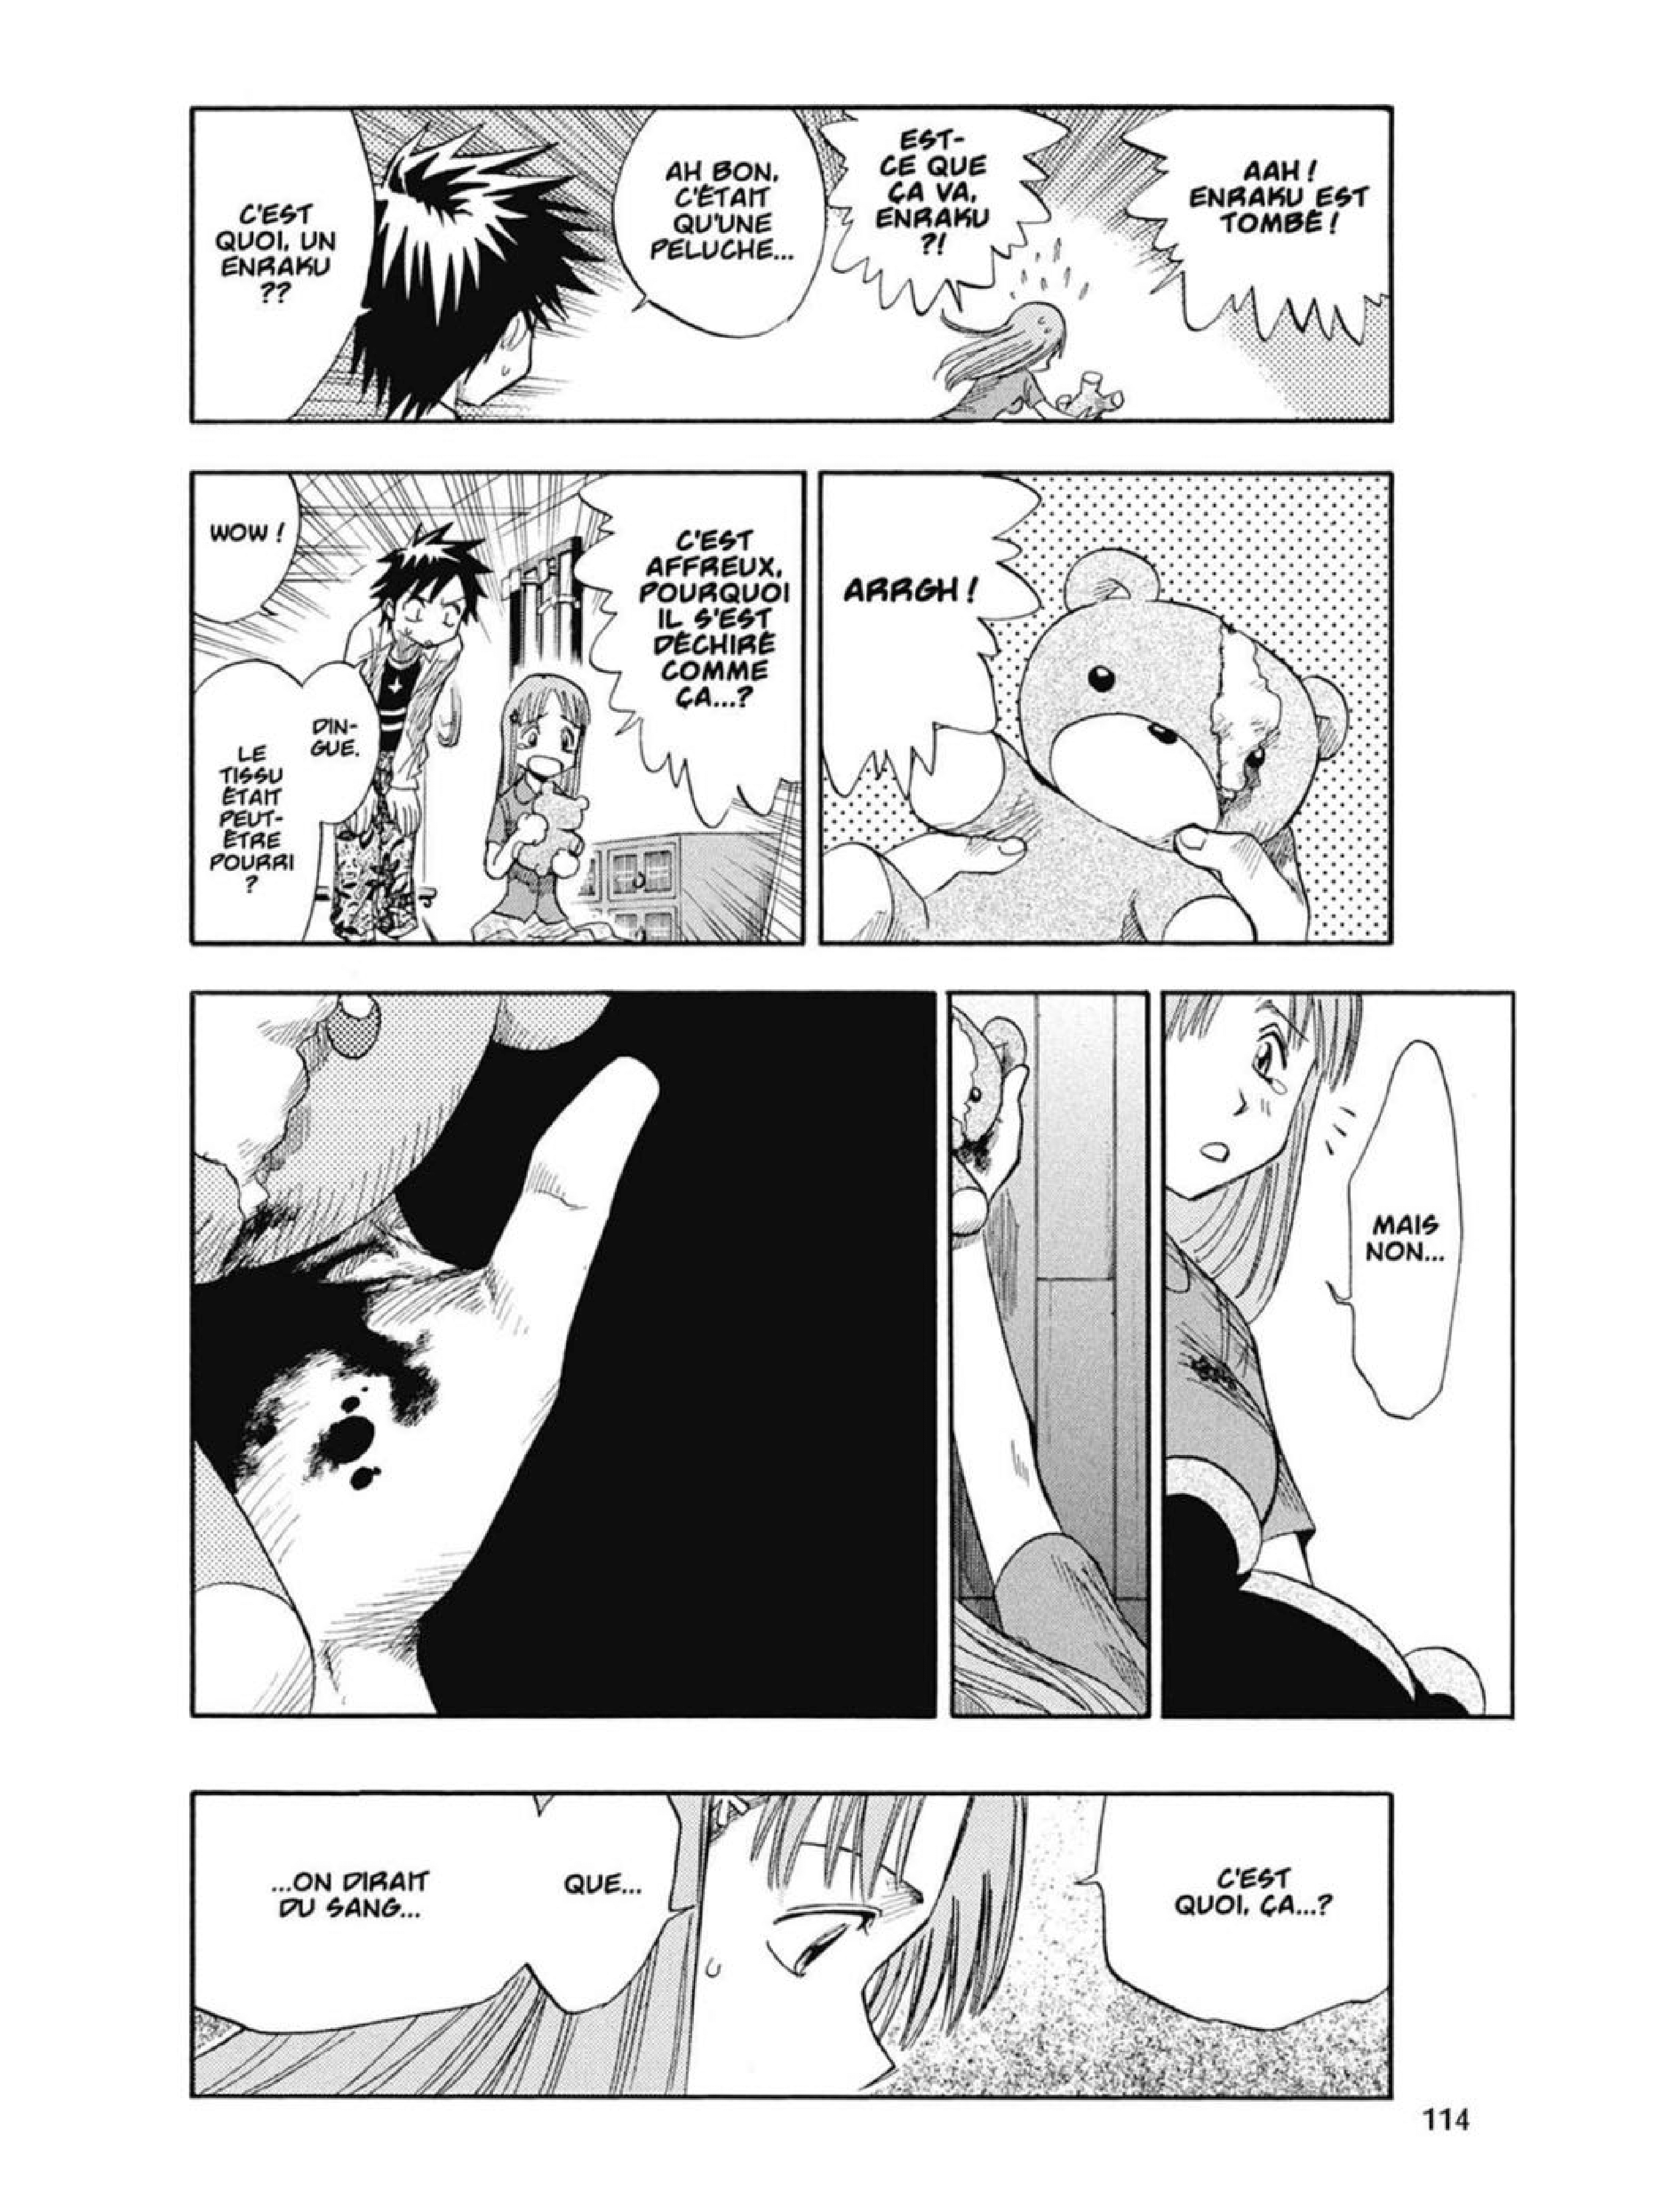 AAH !
ENRAKU EST
TOMBÉ !
EST-
CE QUE
ÇA VA,
ENRAKU
?!
AH BON,
C'ÉTAIT
QU'UNE
PELUCHE...
C'EST
QUOI, UN
ENRAKU
??
ARRGH !
C'EST
AFFREUX,
POURQUOI
IL S'EST
DÉCHIRÉ
COMME
ÇA...?
WOW !
DIN-
GUE.
LE
TISSU
ÉTAIT
PEUT-
ÊTRE
POURRI
?
MAIS
NON...
C'EST
QUOI, ÇA...?
QUE...
...ON DIRAIT
DU SANG...
114